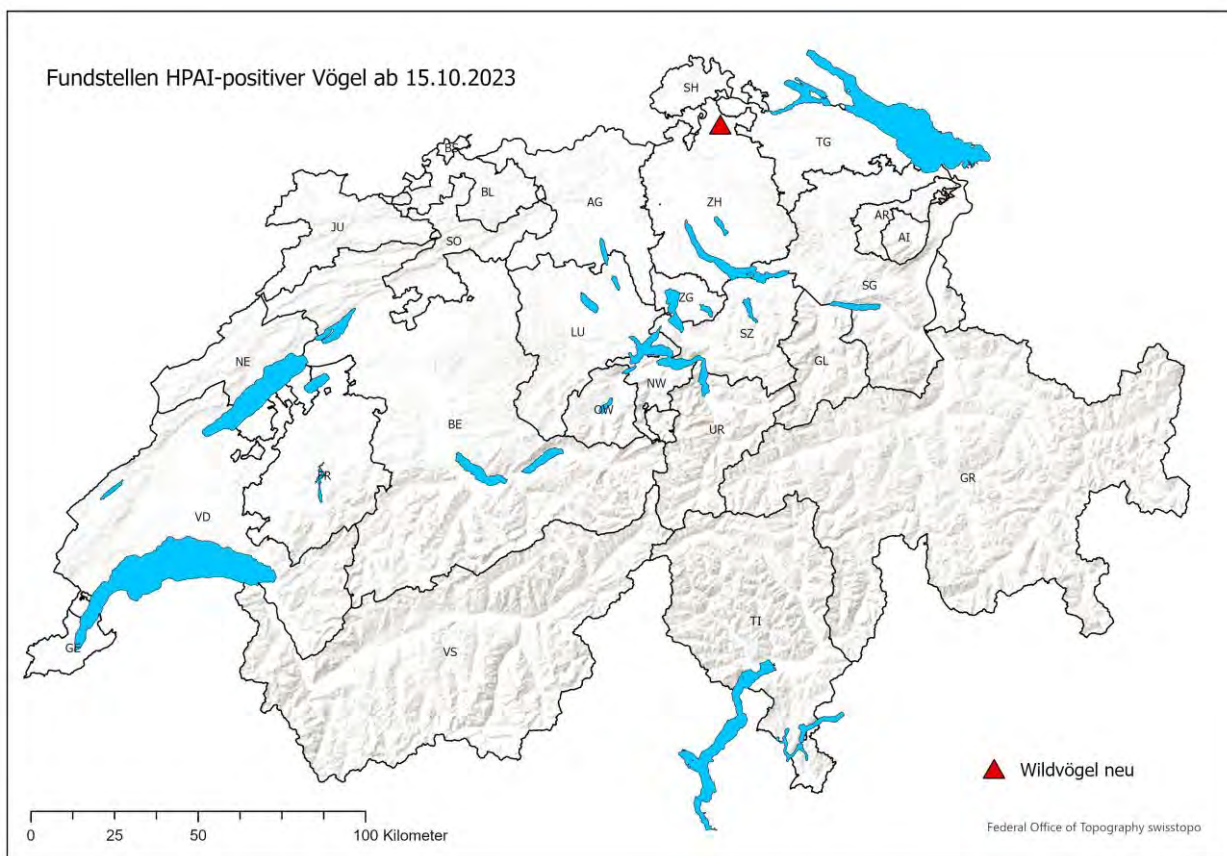 Fundstellen HPAI-positiver Vögel ab 15.10.2023
SH
TG
BS
BL
AG
ZH
JU
AR
AI
SO
SG
ZG
LU
SZ
NE
GL
NW
OW
BE
UR
FR
GR
VD
TI
GE
VS
Wildvögel neu
0 25 50 100 Kilometer
Federal Office of Topography swisstopo